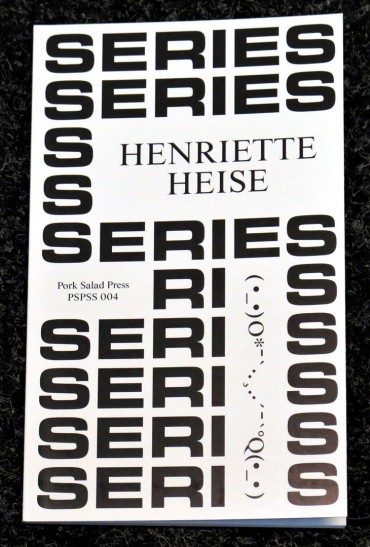 SERIES
SERIES
S
HENRIETTE
S
HEISE
SERIES
Pork Salad Press
PSPSS 004
RI S
SERI S
SERI S
SERI S
SERI S